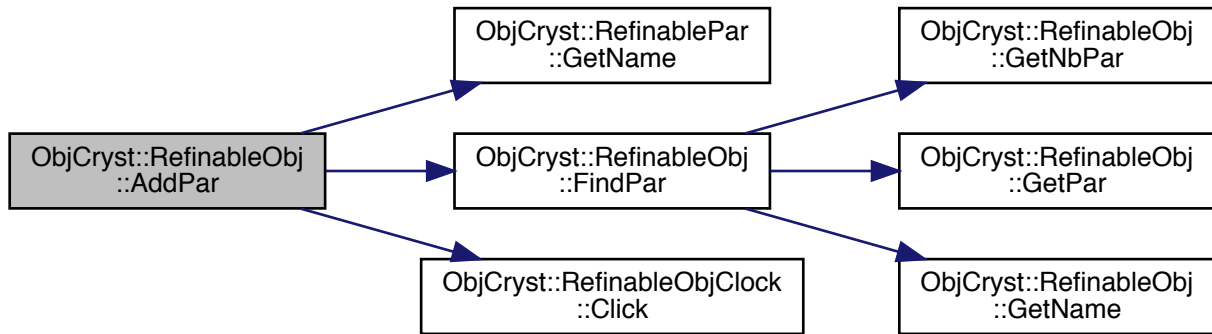 ObjCryst::RefinablePar
::GetName
ObjCryst::RefinableObj
::GetNbPar
ObjCryst::RefinableObj
::AddPar
ObjCryst::RefinableObj
::FindPar
ObjCryst::RefinableObj
::GetPar
ObjCryst::RefinableObjClock
::Click
ObjCryst::RefinableObj
::GetName